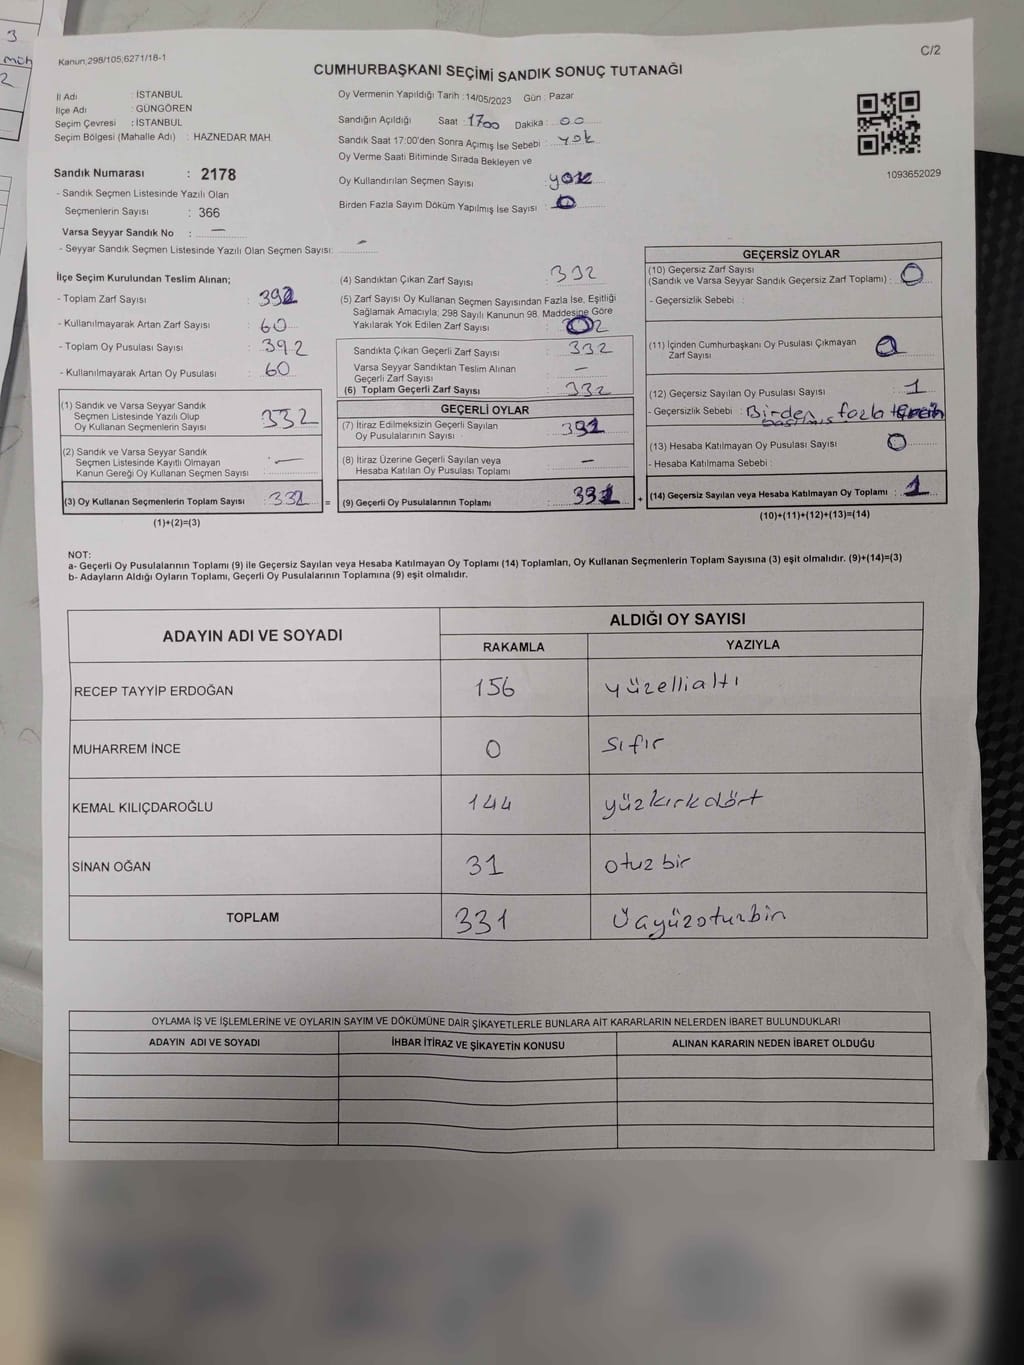 3
2
Kanun;298/105;6271/18-1
C/2
CUMHURBAŞKANI SEÇİMİ SANDIK SONUÇ TUTANAĞI
İl Adı : İSTANBUL
İlçe Adı : GÜNGÖREN
Seçim Çevresi : İSTANBUL
Seçim Bölgesi (Mahalle Adı) : HAZNEDAR MAH.
Sandık Numarası : 2178
- Sandık Seçmen Listesinde Yazılı Olan
Seçmenlerin Sayısı : 366
Varsa Seyyar Sandık No : —
- Seyyar Sandık Seçmen Listesinde Yazılı Olan Seçmen Sayısı: —
Oy Vermenin Yapıldığı Tarih : 14/05/2023 Gün : Pazar
Sandığın Açıldığı Saat : 1700 Dakika : 00
Sandık Saat 17:00'den Sonra Açılmış İse Sebebi : yok
Oy Verme Saati Bitiminde Sırada Bekleyen ve
Oy Kullandırılan Seçmen Sayısı : yok
Birden Fazla Sayım Döküm Yapılmış İse Sayısı : 0
1093652029
İlçe Seçim Kurulundan Teslim Alınan;
- Toplam Zarf Sayısı : 392
- Kullanılmayarak Artan Zarf Sayısı : 60
- Toplam Oy Pusulası Sayısı : 392
- Kullanılmayarak Artan Oy Pusulası : 60
(1) Sandık ve Varsa Seyyar Sandık
Seçmen Listesinde Yazılı Olup
Oy Kullanan Seçmenlerin Sayısı : 332
(2) Sandık ve Varsa Seyyar Sandık
Seçmen Listesinde Kayıtlı Olmayan
Kanun Gereği Oy Kullanan Seçmen Sayısı : —
(3) Oy Kullanan Seçmenlerin Toplam Sayısı : 332 =
(1)+(2)=(3)
(4) Sandıktan Çıkan Zarf Sayısı : 332
(5) Zarf Sayısı Oy Kullanan Seçmen Sayısından Fazla İse, Eşitliği
Sağlamak Amacıyla; 298 Sayılı Kanunun 98. Maddesine Göre
Yakılarak Yok Edilen Zarf Sayısı :
Sandıkta Çıkan Geçerli Zarf Sayısı : 332
Varsa Seyyar Sandıktan Teslim Alınan
Geçerli Zarf Sayısı : —
(6) Toplam Geçerli Zarf Sayısı : 332
GEÇERLİ OYLAR
(7) İtiraz Edilmeksizin Geçerli Sayılan
Oy Pusulalarının Sayısı : 331
(8) İtiraz Üzerine Geçerli Sayılan veya
Hesaba Katılan Oy Pusulası Toplamı : —
(9) Geçerli Oy Pusulalarının Toplamı : 331 +
GEÇERSİZ OYLAR
(10) Geçersiz Zarf Sayısı
(Sandık ve Varsa Seyyar Sandık Geçersiz Zarf Toplamı) : 0
- Geçersizlik Sebebi :
(11) İçinden Cumhurbaşkanı Oy Pusulası Çıkmayan
Zarf Sayısı : 0
(12) Geçersiz Sayılan Oy Pusulası Sayısı : 1
- Geçersizlik Sebebi : Birden fazla tercih
basılmış
(13) Hesaba Katılmayan Oy Pusulası Sayısı : 0
- Hesaba Katılmama Sebebi :
(14) Geçersiz Sayılan veya Hesaba Katılmayan Oy Toplamı : 1
(10)+(11)+(12)+(13)=(14)
NOT:
a- Geçerli Oy Pusulalarının Toplamı (9) ile Geçersiz Sayılan veya Hesaba Katılmayan Oy Toplamı (14) Toplamları, Oy Kullanan Seçmenlerin Toplam Sayısına (3) eşit olmalıdır. (9)+(14)=(3)
b- Adayların Aldığı Oyların Toplamı, Geçerli Oy Pusulalarının Toplamına (9) eşit olmalıdır.
ADAYIN ADI VE SOYADI
ALDIĞI OY SAYISI
RAKAMLA YAZIYLA
RECEP TAYYİP ERDOĞAN 156 yüzellialtı
MUHARREM İNCE 0 sıfır
KEMAL KILIÇDAROĞLU 144 yüzkırkdört
SİNAN OĞAN 31 otuz bir
TOPLAM 331 Üçyüzoturbin
OYLAMA İŞ VE İŞLEMLERİNE VE OYLARIN SAYIM VE DÖKÜMÜNE DAİR ŞİKAYETLERLE BUNLARA AİT KARARLARIN NELERDEN İBARET BULUNDUKLARI
ADAYIN ADI VE SOYADI İHBAR İTİRAZ VE ŞİKAYETİN KONUSU ALINAN KARARIN NEDEN İBARET OLDUĞU